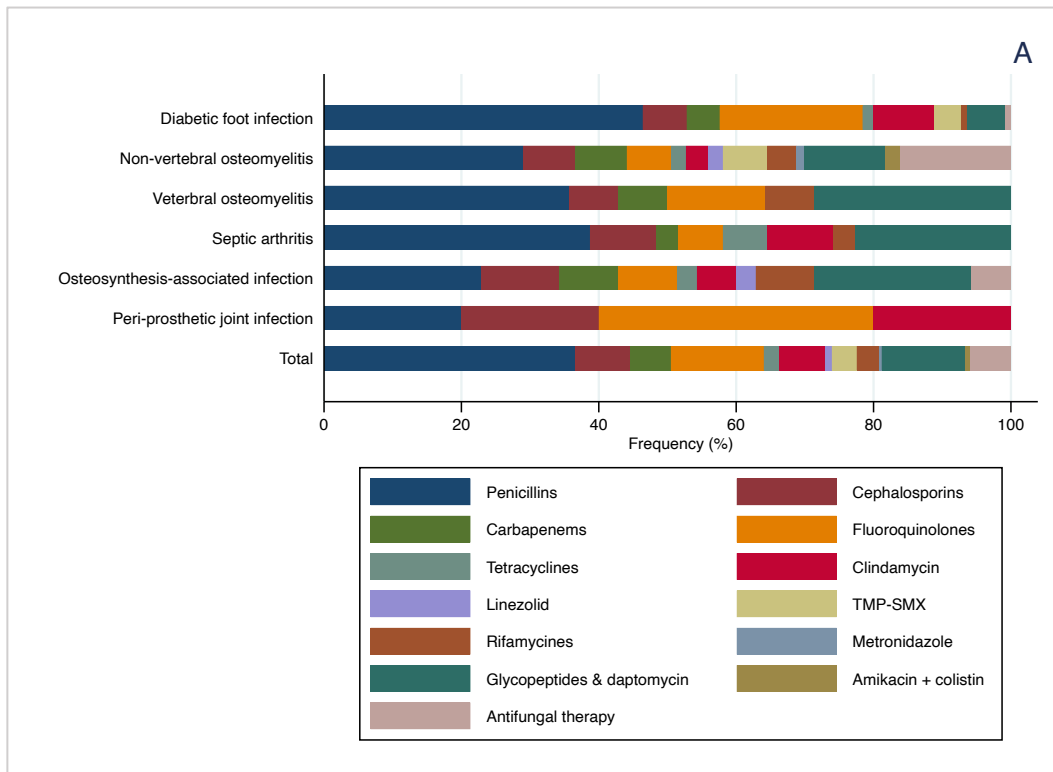 A
Diabetic foot infection
Non-vertebral osteomyelitis
Veterbral osteomyelitis
Septic arthritis
Osteosynthesis-associated infection
Peri-prosthetic joint infection
Total
0 20 40 60 80 100
Frequency (%)
Penicillins Cephalosporins
Carbapenems Fluoroquinolones
Tetracyclines Clindamycin
Linezolid TMP-SMX
Rifamycines Metronidazole
Glycopeptides & daptomycin Amikacin + colistin
Antifungal therapy